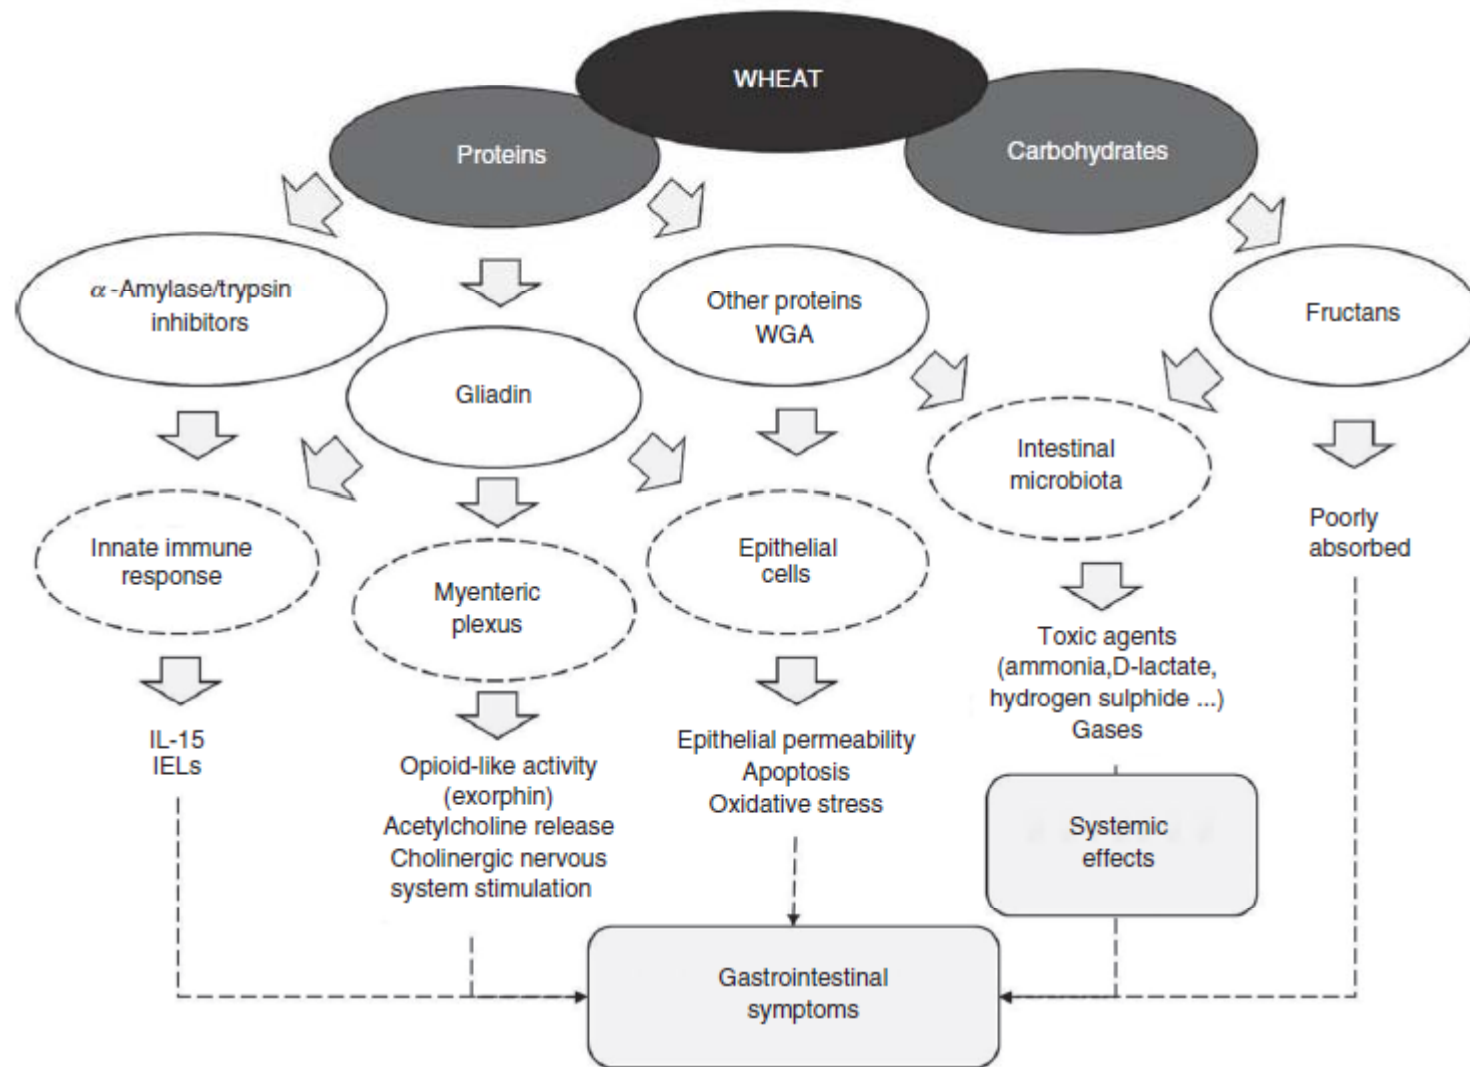 WHEAT
Proteins
Carbohydrates
α-Amylase/trypsin
inhibitors
Gliadin
Other proteins
WGA
Fructans
Innate immune
response
Myenteric
plexus
Epithelial
cells
Intestinal
microbiota
Poorly
absorbed
IL-15
IELs
Opioid-like activity
(exorphin)
Acetylcholine release
Cholinergic nervous
system stimulation
Epithelial permeability
Apoptosis
Oxidative stress
Toxic agents
(ammonia,D-lactate,
hydrogen sulphide ...)
Gases
Systemic
effects
Gastrointestinal
symptoms